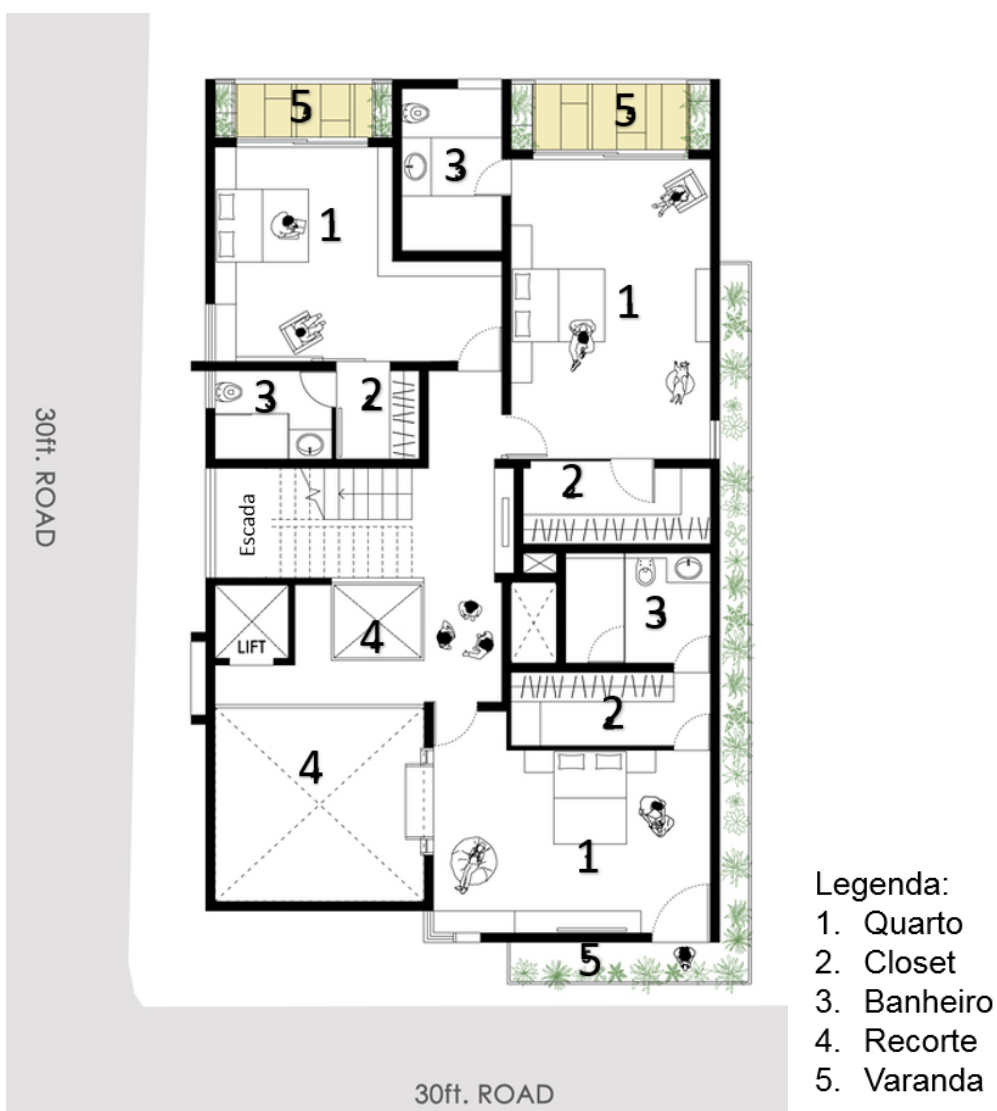 5
5
3
1
1
3
2
2
Escada
3
LIFT
4
2
4
1
5
30ft. ROAD
30ft. ROAD
Legenda:
1. Quarto
2. Closet
3. Banheiro
4. Recorte
5. Varanda